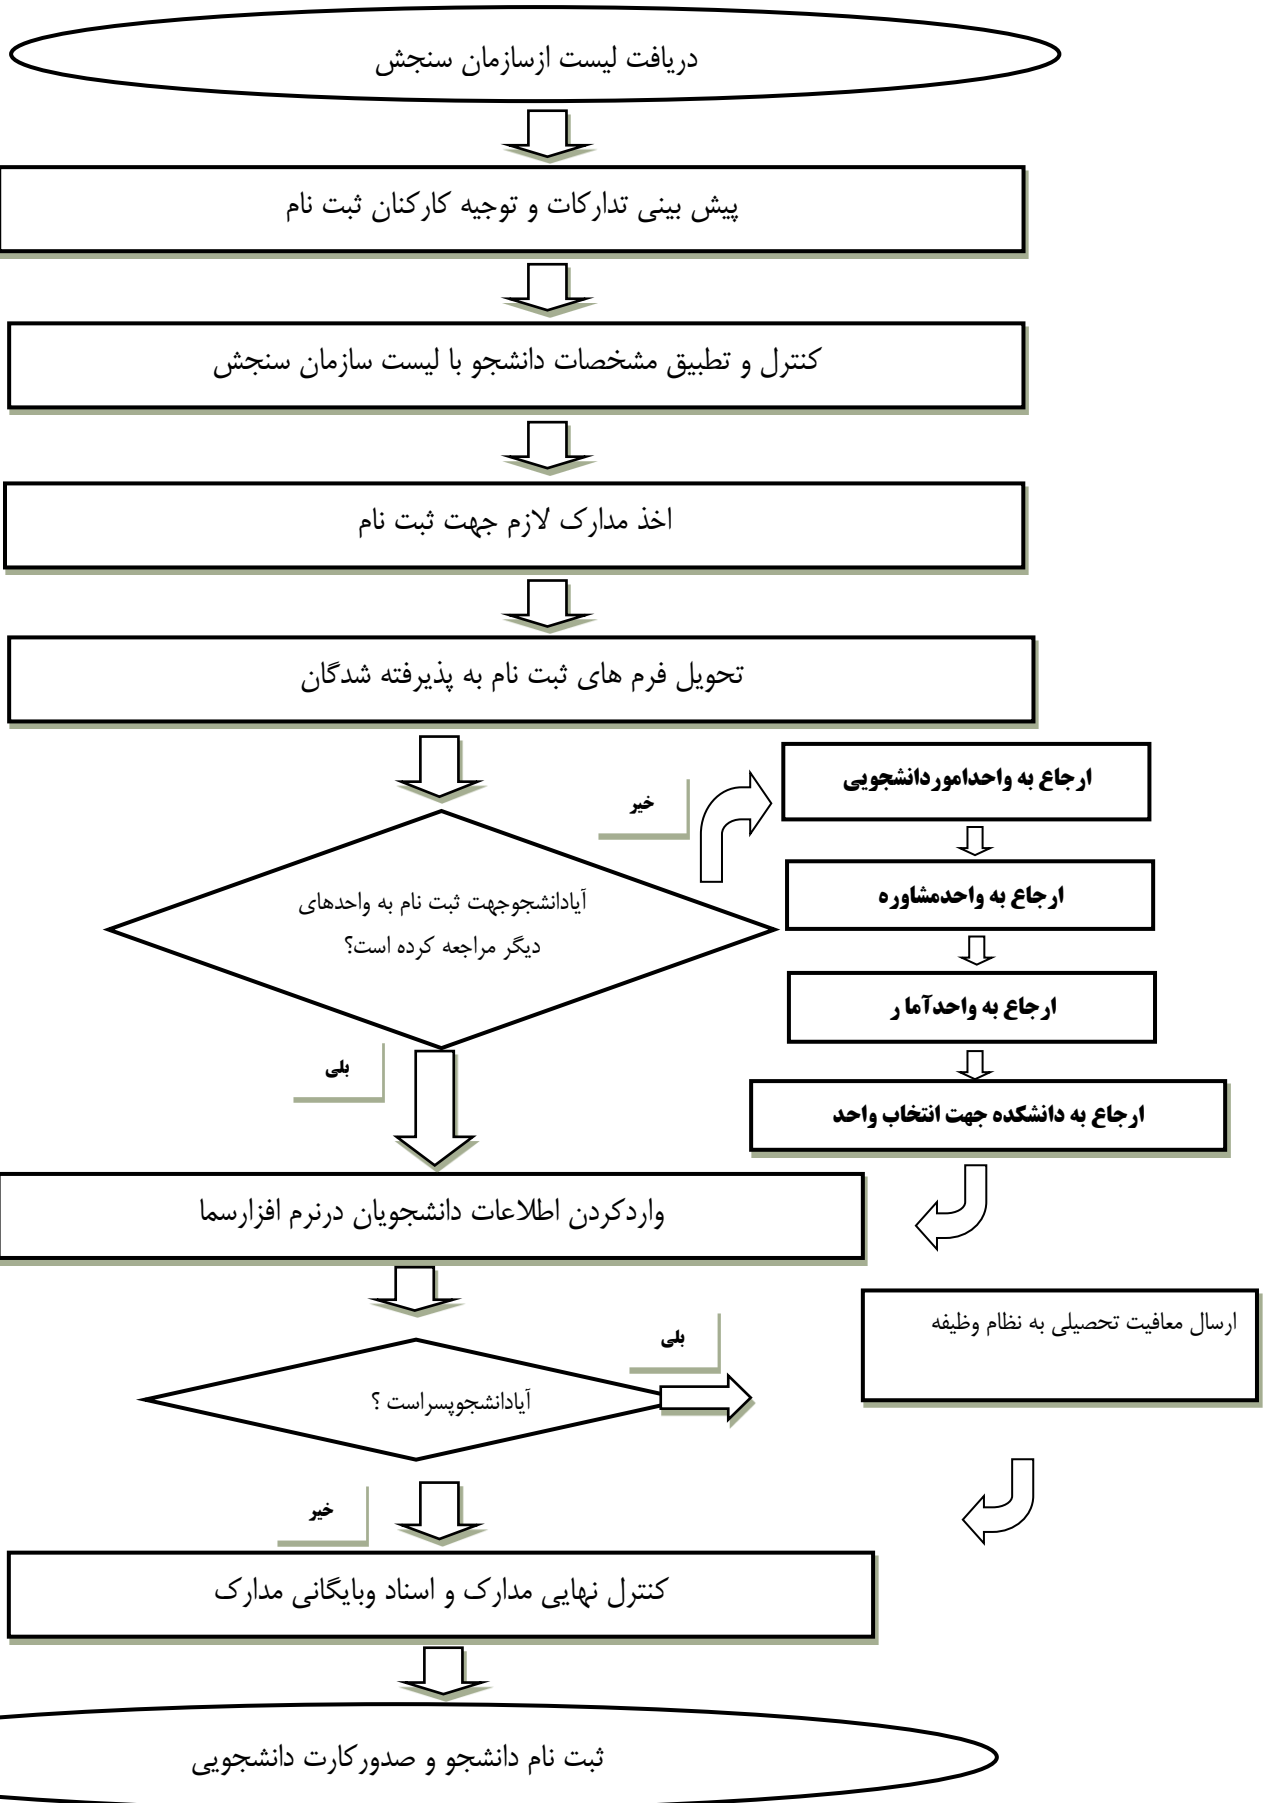 دریافت لیست ازسازمان سنجش
پیش بینی تدارکات و توجیه کارکنان ثبت نام
کنترل و تطبیق مشخصات دانشجو با لیست سازمان سنجش
اخذ مدارک لازم جهت ثبت نام
تحویل فرم های ثبت نام به پذیرفته شدگان
خیر
ارجاع به واحداموردانشجویی
ارجاع به واحدمشاوره
آیادانشجوجهت ثبت نام به واحدهای
دیگر مراجعه کرده است؟
ارجاع به واحدآما ر
بلی
ارجاع به دانشکده جهت انتخاب واحد
واردکردن اطلاعات دانشجویان درنرم افزارسما
بلی
ارسال معافیت تحصیلی به نظام وظیفه
آیادانشجوپسراست ؟
خیر
کنترل نهایی مدارک و اسناد وبایگانی مدارک
ثبت نام دانشجو و صدورکارت دانشجویی